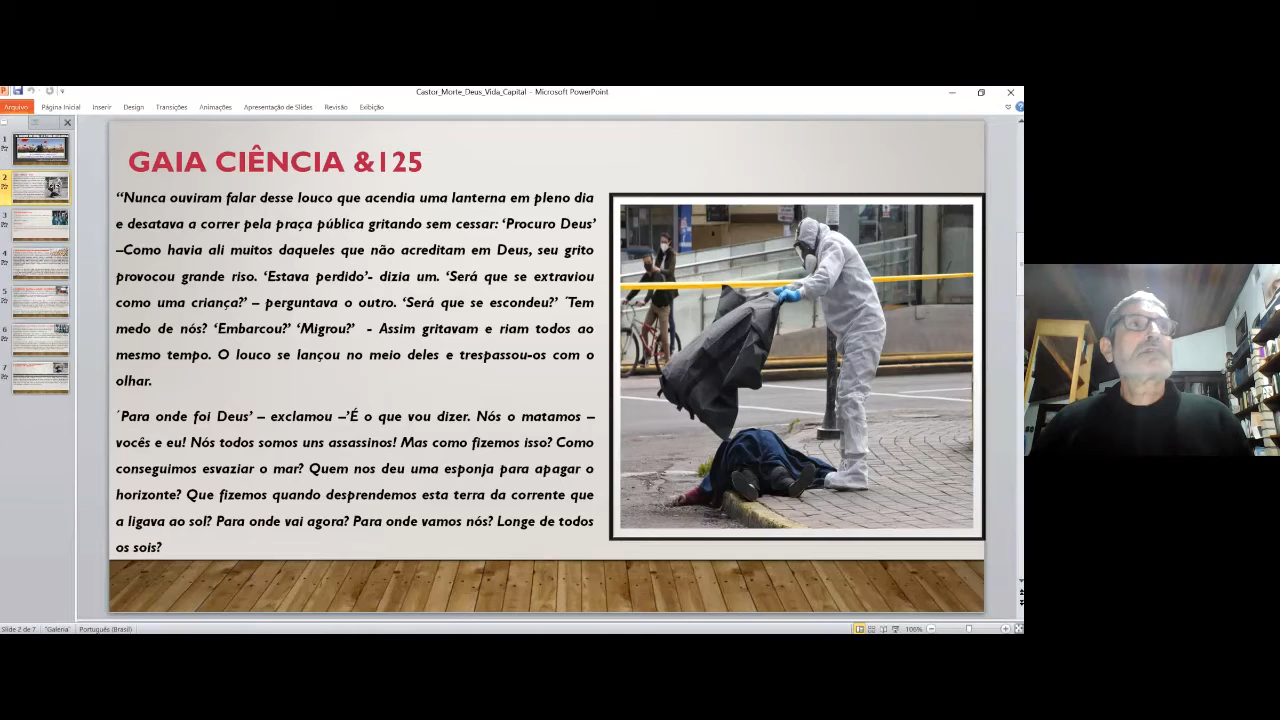 Castor_Morte_Deus_Vida_Capital - Microsoft PowerPoint
Arquivo Página Inicial Inserir Design Transições Animações Apresentação de Slides Revisão Exibição
1
2
3
4
5
6
7
GAIA CIÊNCIA &125
“Nunca ouviram falar desse louco que acendia uma lanterna em pleno dia
e desatava a correr pela praça pública gritando sem cessar: ‘Procuro Deus’
–Como havia ali muitos daqueles que não acreditavam em Deus, seu grito
provocou grande riso. ‘Estava perdido’- dizia um. ‘Será que se extraviou
como uma criança?’ – perguntava o outro. ‘Será que se escondeu?’ ´Tem
medo de nós? ‘Embarcou?’ ‘Migrou?’ - Assim gritavam e riam todos ao
mesmo tempo. O louco se lançou no meio deles e trespassou-os com o
olhar.
´Para onde foi Deus’ – exclamou –’É o que vou dizer. Nós o matamos –
vocês e eu! Nós todos somos uns assassinos! Mas como fizemos isso? Como
conseguimos esvaziar o mar? Quem nos deu uma esponja para apagar o
horizonte? Que fizemos quando desprendemos esta terra da corrente que
a ligava ao sol? Para onde vai agora? Para onde vamos nós? Longe de todos
os sois?
Slide 2 de 7 "Galeria" Português (Brasil) 106%